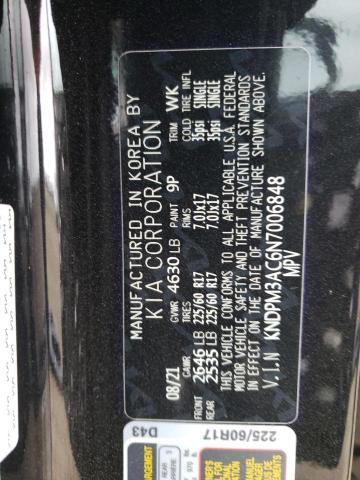 MANUFACTURED IN KOREA BY
KIA CORPORATION
GVWR 4630 LB PAINT 9P TRIM WK
08/21 GAWR TIRES RIMS COLD TIRE INFL
FRONT 2646 LB 225/60 R17 7.0Jx17 35psi SINGLE
REAR 2535 LB 225/60 R17 7.0Jx17 35psi SINGLE
THIS VEHICLE CONFORMS TO ALL APPLICABLE U.S.A. FEDERAL
MOTOR VEHICLE SAFETY AND THEFT PREVENTION STANDARDS
IN EFFECT ON THE DATE OF MANUFACTURE SHOWN ABOVE.
V.I.N KNDPM3AC6N7006848
MPV
D43
225/60R17